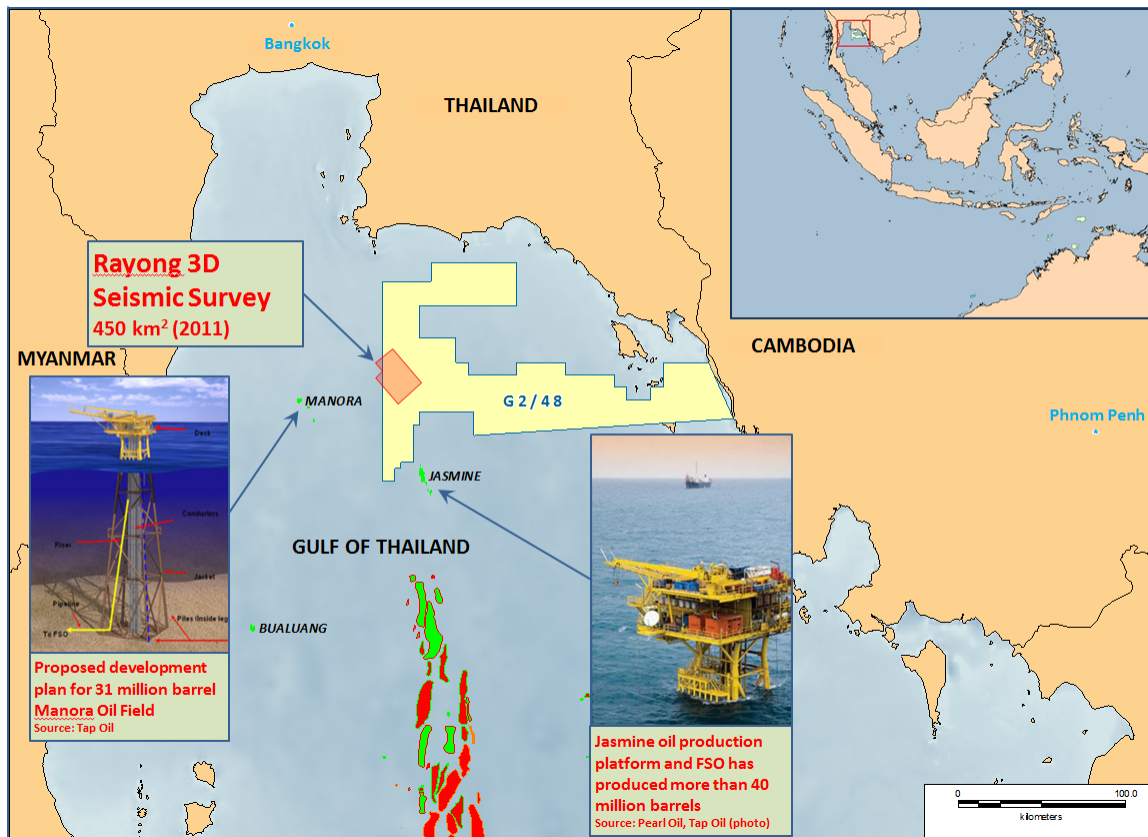 Bangkok
THAILAND
Rayong 3D
Seismic Survey
450 km² (2011)
MYANMAR
CAMBODIA
MANORA
G 2 / 4 8
Phnom Penh
Deck
Conductors
Riser
Jacket
Pipeline
Piles (inside leg
To FSO
JASMINE
GULF OF THAILAND
BUALUANG
Proposed development
plan for 31 million barrel
Manora Oil Field
Source: Tap Oil
Jasmine oil production
platform and FSO has
produced more than 40
million barrels
Source: Pearl Oil, Tap Oil (photo)
0 100.0
kilometers